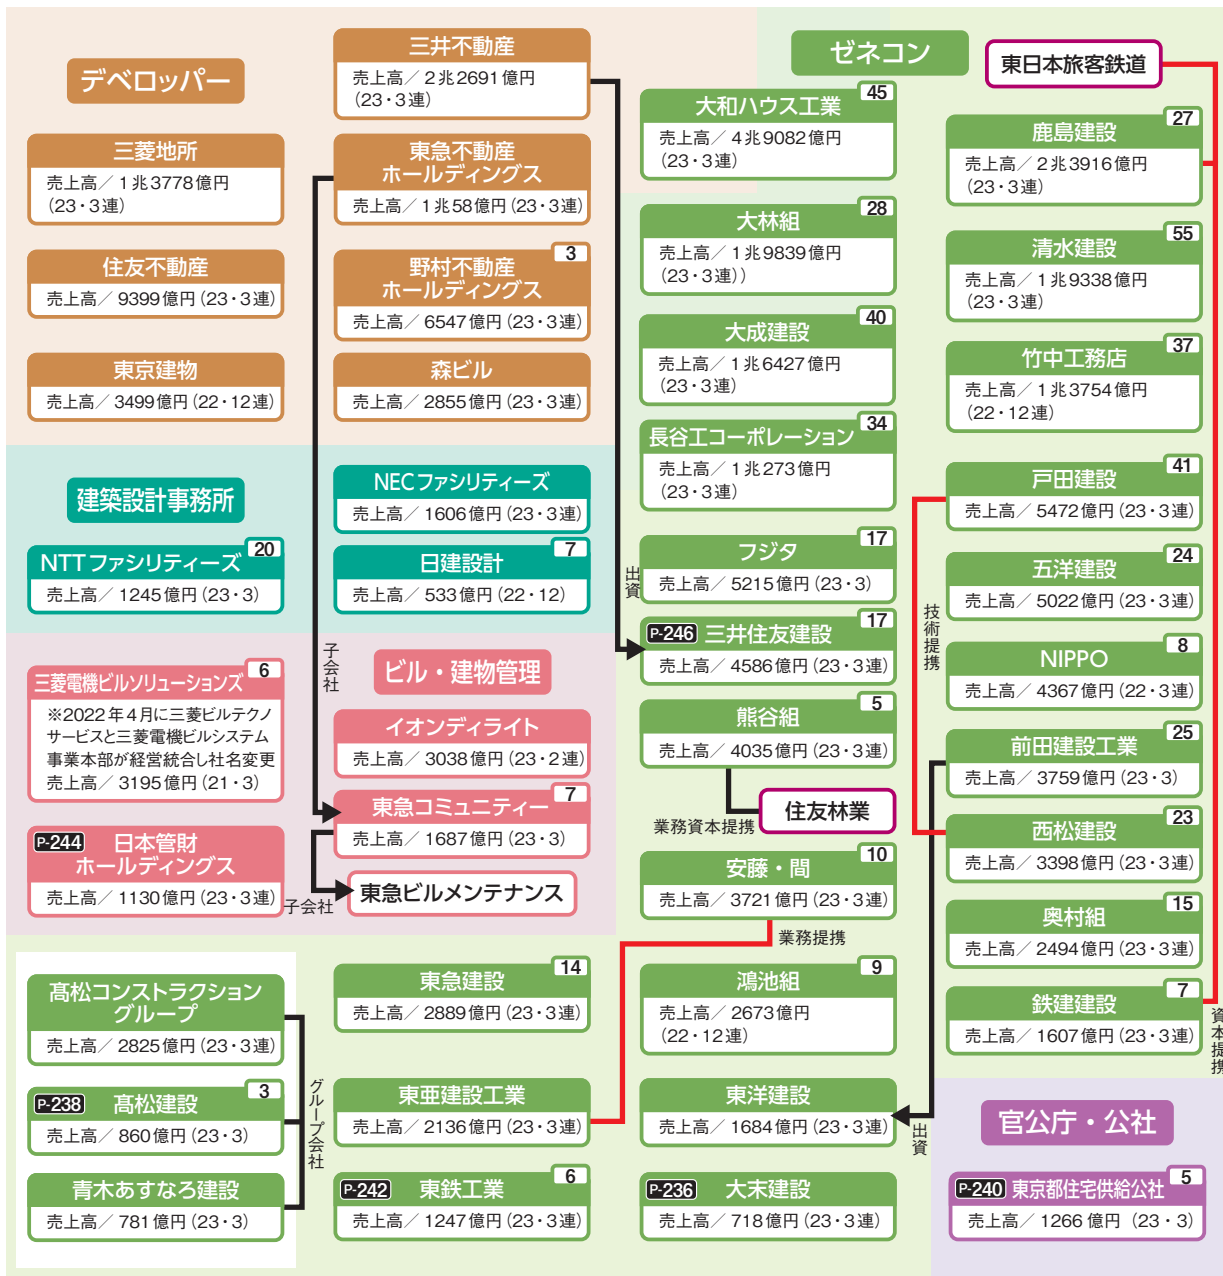 デベロッパー
三菱地所
売上高／1兆3778億円
(23・3連)
住友不動産
売上高／9399億円(23・3連)
東京建物
売上高／3499億円(22・12連)
三井不動産
売上高／2兆2691億円
(23・3連)
東急不動産
ホールディングス
売上高／1兆58億円(23・3連)
3
野村不動産
ホールディングス
売上高／6547億円(23・3連)
森ビル
売上高／2855億円(23・3連)
建築設計事務所
20
NTTファシリティーズ
売上高／1245億円(23・3)
NECファシリティーズ
売上高／1606億円(23・3連)
7
日建設計
売上高／533億円(22・12)
ビル・建物管理
6
三菱電機ビルソリューションズ
※2022年4月に三菱ビルテクノ
サービスと三菱電機ビルシステム
事業本部が経営統合し社名変更
売上高／3195億円(21・3)
P-244
日本管財
ホールディングス
売上高／1130億円(23・3連)
子会社
イオンディライト
売上高／3038億円(23・2連)
7
東急コミュニティー
売上高／1687億円(23・3)
子会社
東急ビルメンテナンス
ゼネコン
東日本旅客鉄道
45
大和ハウス工業
売上高／4兆9082億円
(23・3連)
28
大林組
売上高／1兆9839億円
(23・3連))
40
大成建設
売上高／1兆6427億円
(23・3連)
34
長谷工コーポレーション
売上高／1兆273億円
(23・3連)
17
フジタ
売上高／5215億円(23・3)
出資
17
P-246 三井住友建設
売上高／4586億円(23・3連)
5
熊谷組
売上高／4035億円(23・3連)
業務資本提携
住友林業
10
安藤・間
売上高／3721億円(23・3連)
業務提携
9
鴻池組
売上高／2673億円
(22・12連)
東洋建設
売上高／1684億円(23・3連)
出資
P-236 大末建設
売上高／718億円(23・3連)
27
鹿島建設
売上高／2兆3916億円
(23・3連)
55
清水建設
売上高／1兆9338億円
(23・3連)
37
竹中工務店
売上高／1兆3754億円
(22・12連)
41
戸田建設
売上高／5472億円(23・3連)
24
五洋建設
売上高／5022億円(23・3連)
技術提携
8
NIPPO
売上高／4367億円(22・3連)
25
前田建設工業
売上高／3759億円(23・3)
23
西松建設
売上高／3398億円(23・3連)
15
奥村組
売上高／2494億円(23・3連)
7
鉄建建設
売上高／1607億円(23・3連)
資本提携
髙松コンストラクション
グループ
売上高／2825億円(23・3連)
3
P-238 髙松建設
売上高／860億円(23・3)
青木あすなろ建設
売上高／781億円(23・3)
グループ会社
14
東急建設
売上高／2889億円(23・3連)
東亜建設工業
売上高／2136億円(23・3連)
6
P-242 東鉄工業
売上高／1247億円(23・3連)
官公庁・公社
5
P-240 東京都住宅供給公社
売上高／1266億円(23・3)